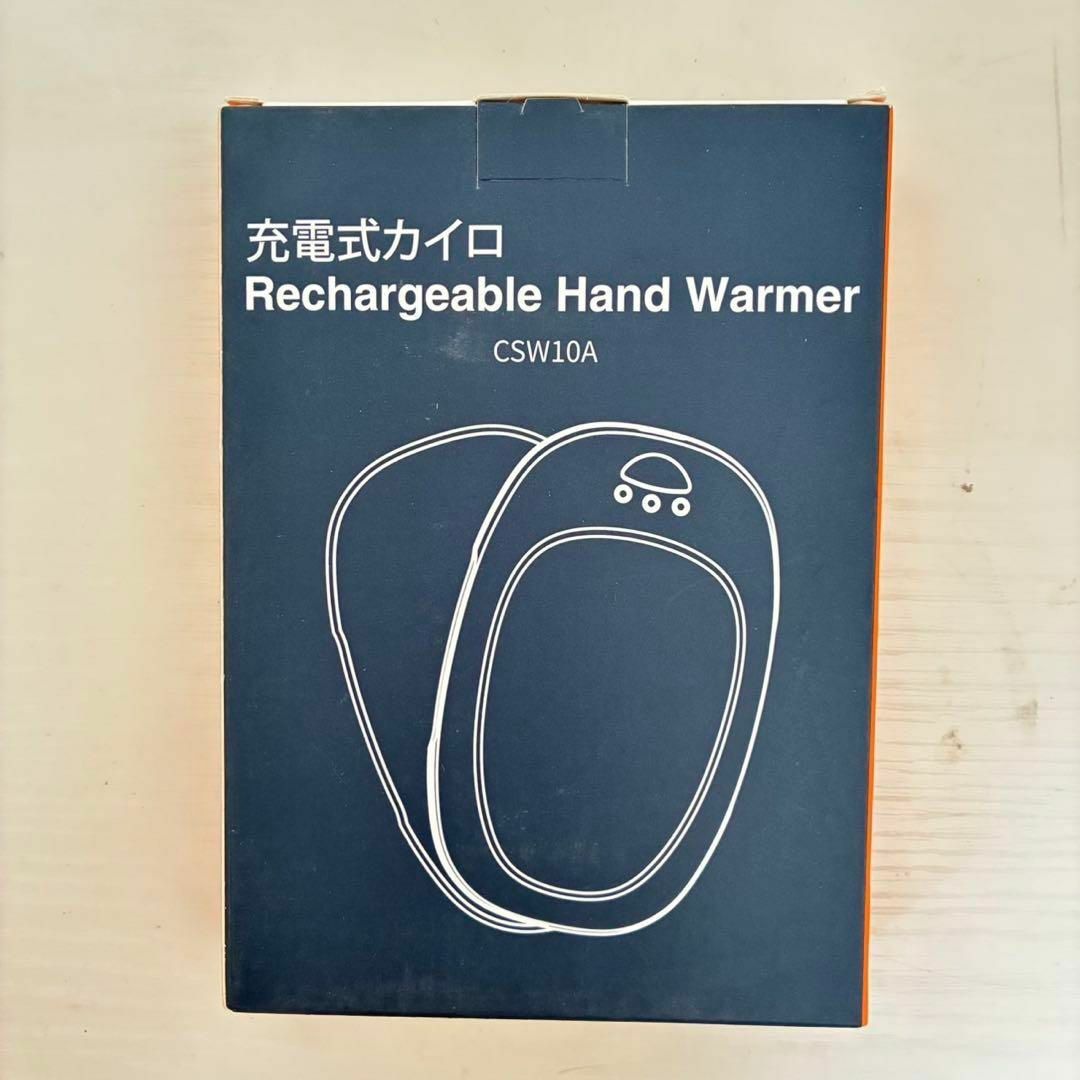 充電式カイロ
Rechargeable Hand Warmer
CSW10A